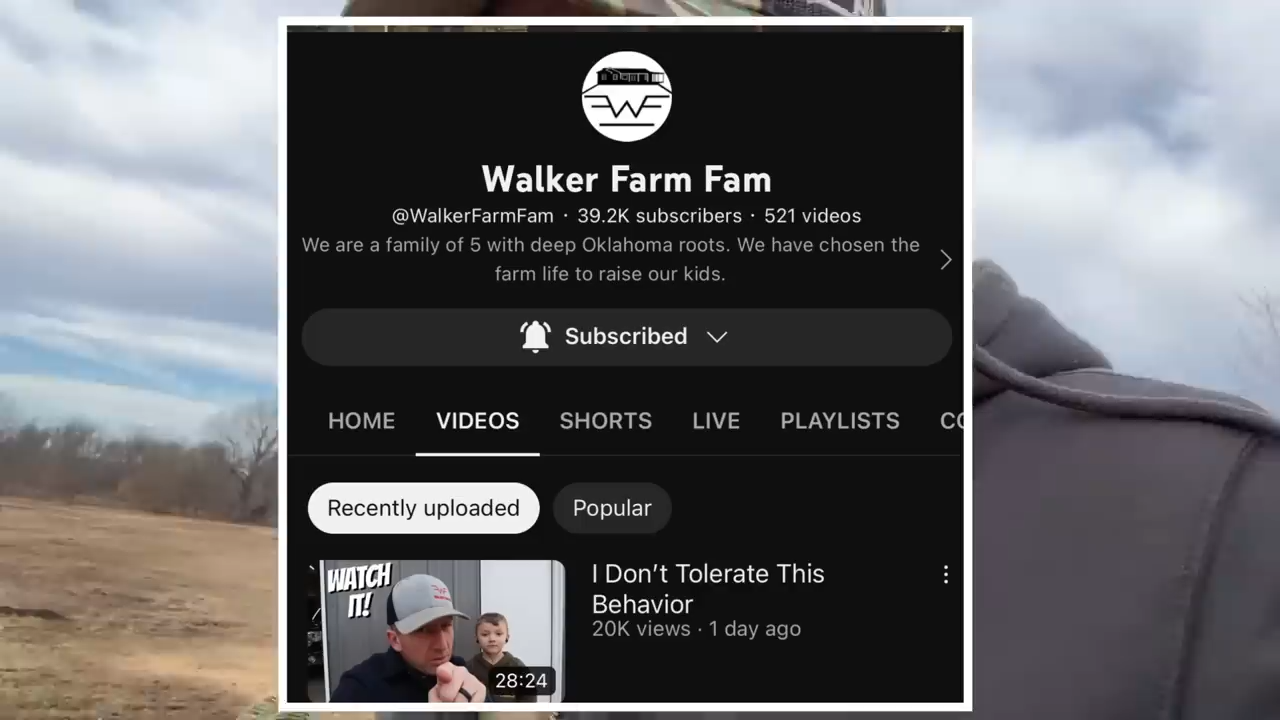 WF
Walker Farm Fam
@WalkerFarmFam · 39.2K subscribers · 521 videos
We are a family of 5 with deep Oklahoma roots. We have chosen the
farm life to raise our kids.
Subscribed
HOME VIDEOS SHORTS LIVE PLAYLISTS CO
Recently uploaded Popular
WATCH
IT!
28:24
I Don’t Tolerate This
Behavior
20K views · 1 day ago